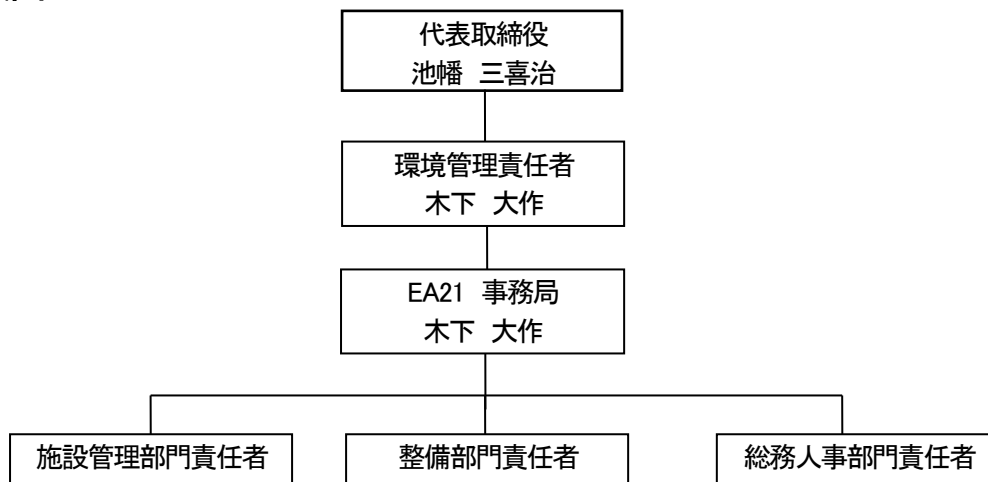 代表取締役
池幡 三喜治
環境管理責任者
木下 大作
EA21 事務局
木下 大作
施設管理部門責任者
整備部門責任者
総務人事部門責任者